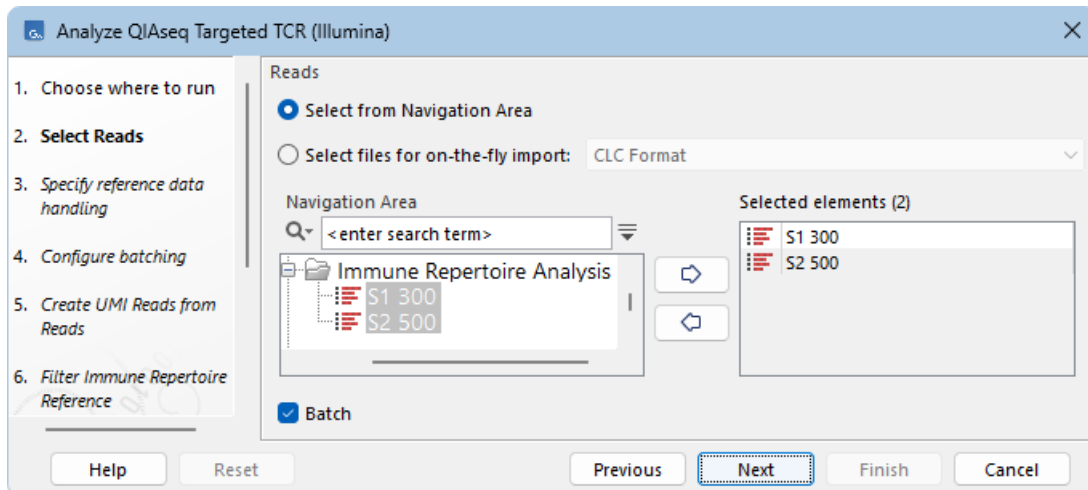 Analyze QIAseq Targeted TCR (Illumina)
1. Choose where to run
2. Select Reads
3. Specify reference data
handling
4. Configure batching
5. Create UMI Reads from
Reads
6. Filter Immune Repertoire
Reference
Reads
Select from Navigation Area
Select files for on-the-fly import: CLC Format
Navigation Area
<enter search term>
Immune Repertoire Analysis
S1 300
S2 500
Selected elements (2)
S1 300
S2 500
Batch
Help Reset Previous Next Finish Cancel